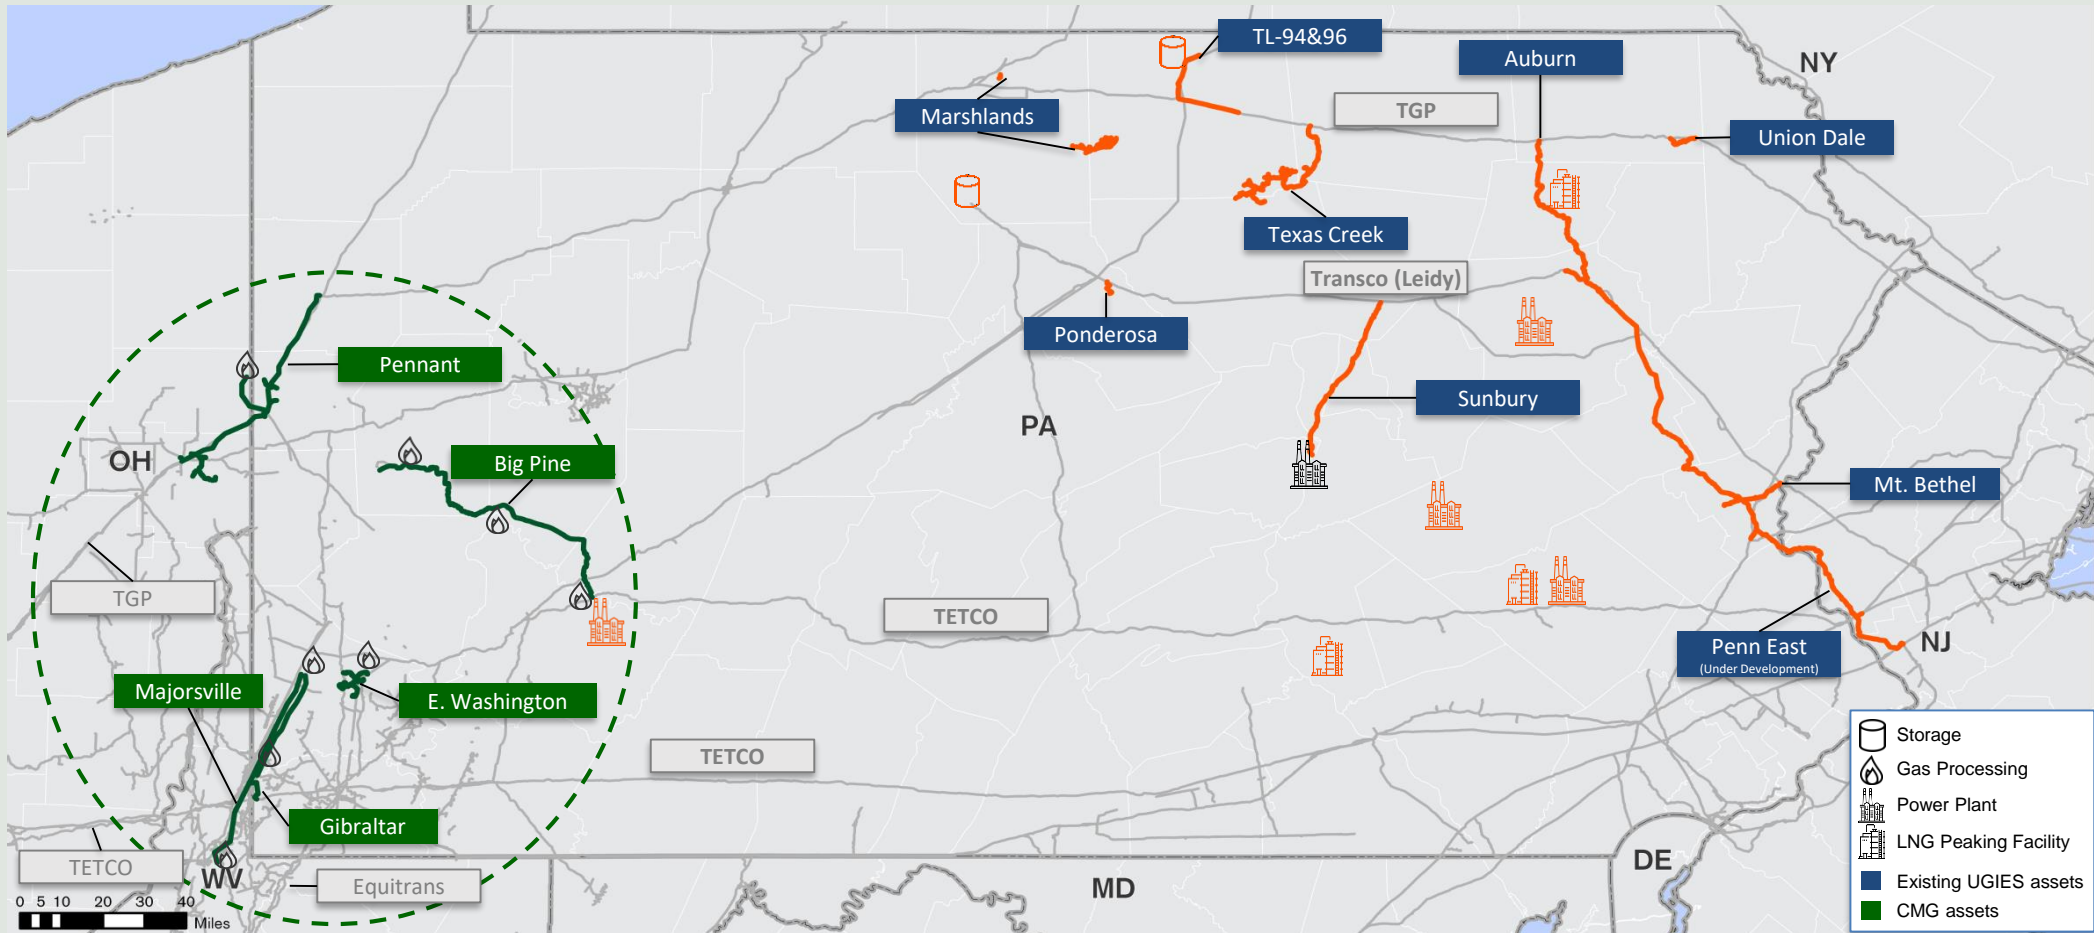 TL-94&96
Auburn
NY
Marshlands
TGP
Union Dale
Texas Creek
Transco (Leidy)
Ponderosa
Pennant
Sunbury
PA
OH
Big Pine
Mt. Bethel
TGP
TETCO
Penn East
(Under Development)
NJ
Majorsville
E. Washington
TETCO
Gibraltar
TETCO
WV
Equitrans
MD
DE
0 5 10 20 30 40
Miles
Storage
Gas Processing
Power Plant
LNG Peaking Facility
Existing UGIES assets
CMG assets